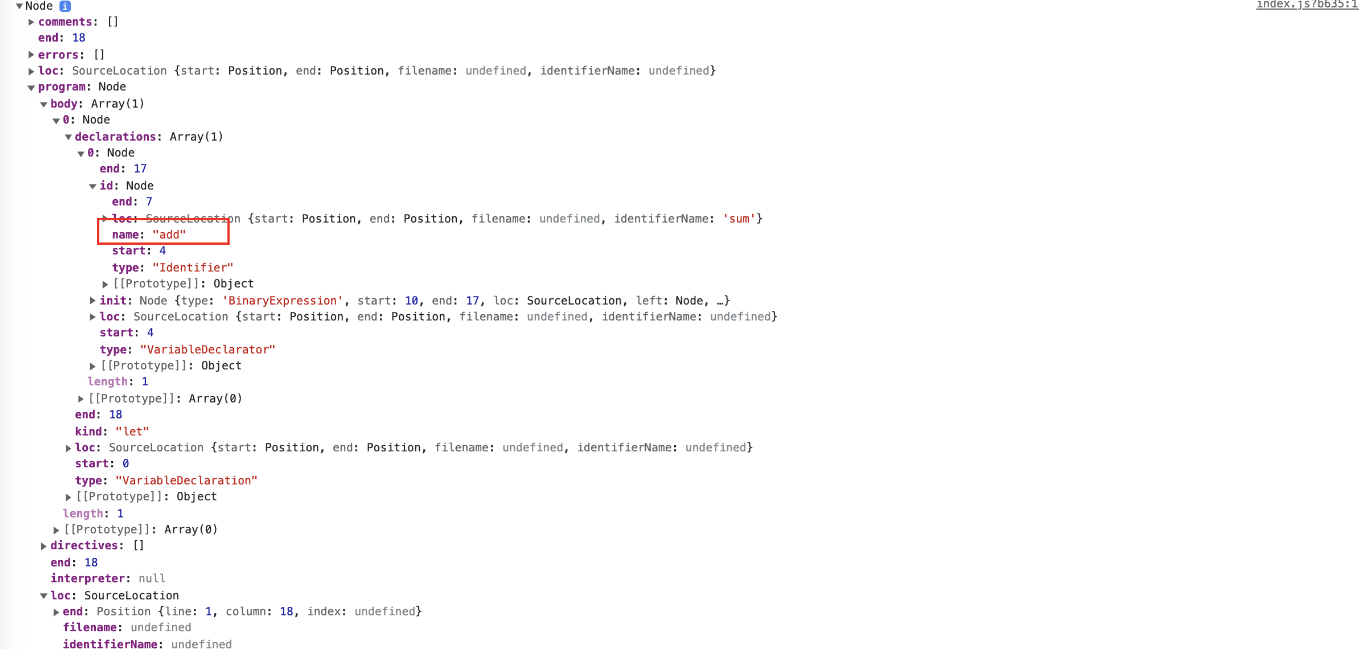 Node i index.js?b635:1
comments: []
end: 18
errors: []
loc: SourceLocation {start: Position, end: Position, filename: undefined, identifierName: undefined}
program: Node
body: Array(1)
0: Node
declarations: Array(1)
0: Node
end: 17
id: Node
end: 7
loc: SourceLocation {start: Position, end: Position, filename: undefined, identifierName: 'sum'}
name: "add"
start: 4
type: "Identifier"
[[Prototype]]: Object
init: Node {type: 'BinaryExpression', start: 10, end: 17, loc: SourceLocation, left: Node, …}
loc: SourceLocation {start: Position, end: Position, filename: undefined, identifierName: undefined}
start: 4
type: "VariableDeclarator"
[[Prototype]]: Object
length: 1
[[Prototype]]: Array(0)
end: 18
kind: "let"
loc: SourceLocation {start: Position, end: Position, filename: undefined, identifierName: undefined}
start: 0
type: "VariableDeclaration"
[[Prototype]]: Object
length: 1
[[Prototype]]: Array(0)
directives: []
end: 18
interpreter: null
loc: SourceLocation
end: Position {line: 1, column: 18, index: undefined}
filename: undefined
identifierName: undefined